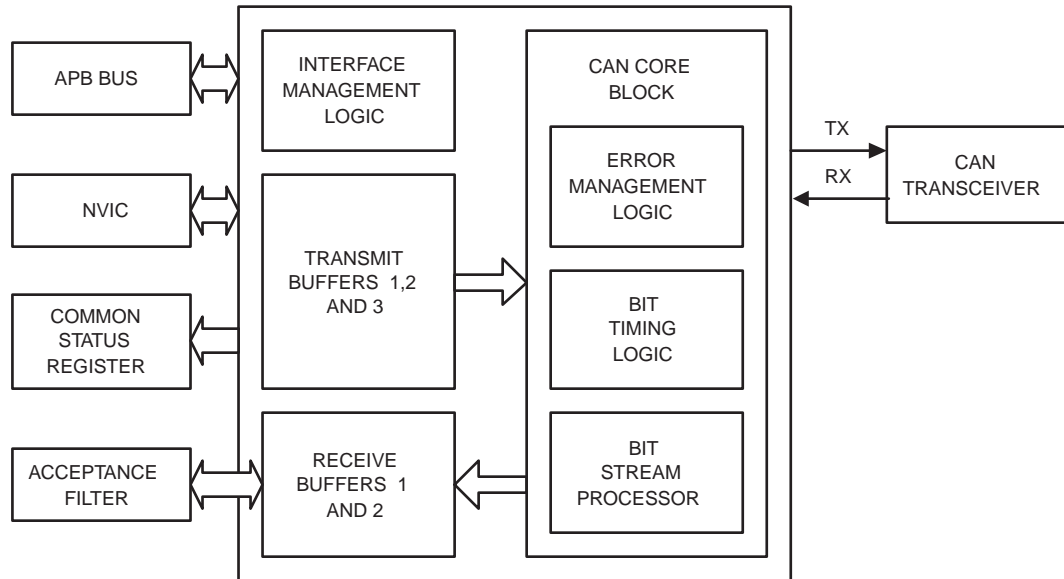 APB BUS
NVIC
COMMON
STATUS
REGISTER
ACCEPTANCE
FILTER
INTERFACE
MANAGEMENT
LOGIC
TRANSMIT
BUFFERS 1,2
AND 3
RECEIVE
BUFFERS 1
AND 2
CAN CORE
BLOCK
ERROR
MANAGEMENT
LOGIC
BIT
TIMING
LOGIC
BIT
STREAM
PROCESSOR
TX
RX
CAN
TRANSCEIVER